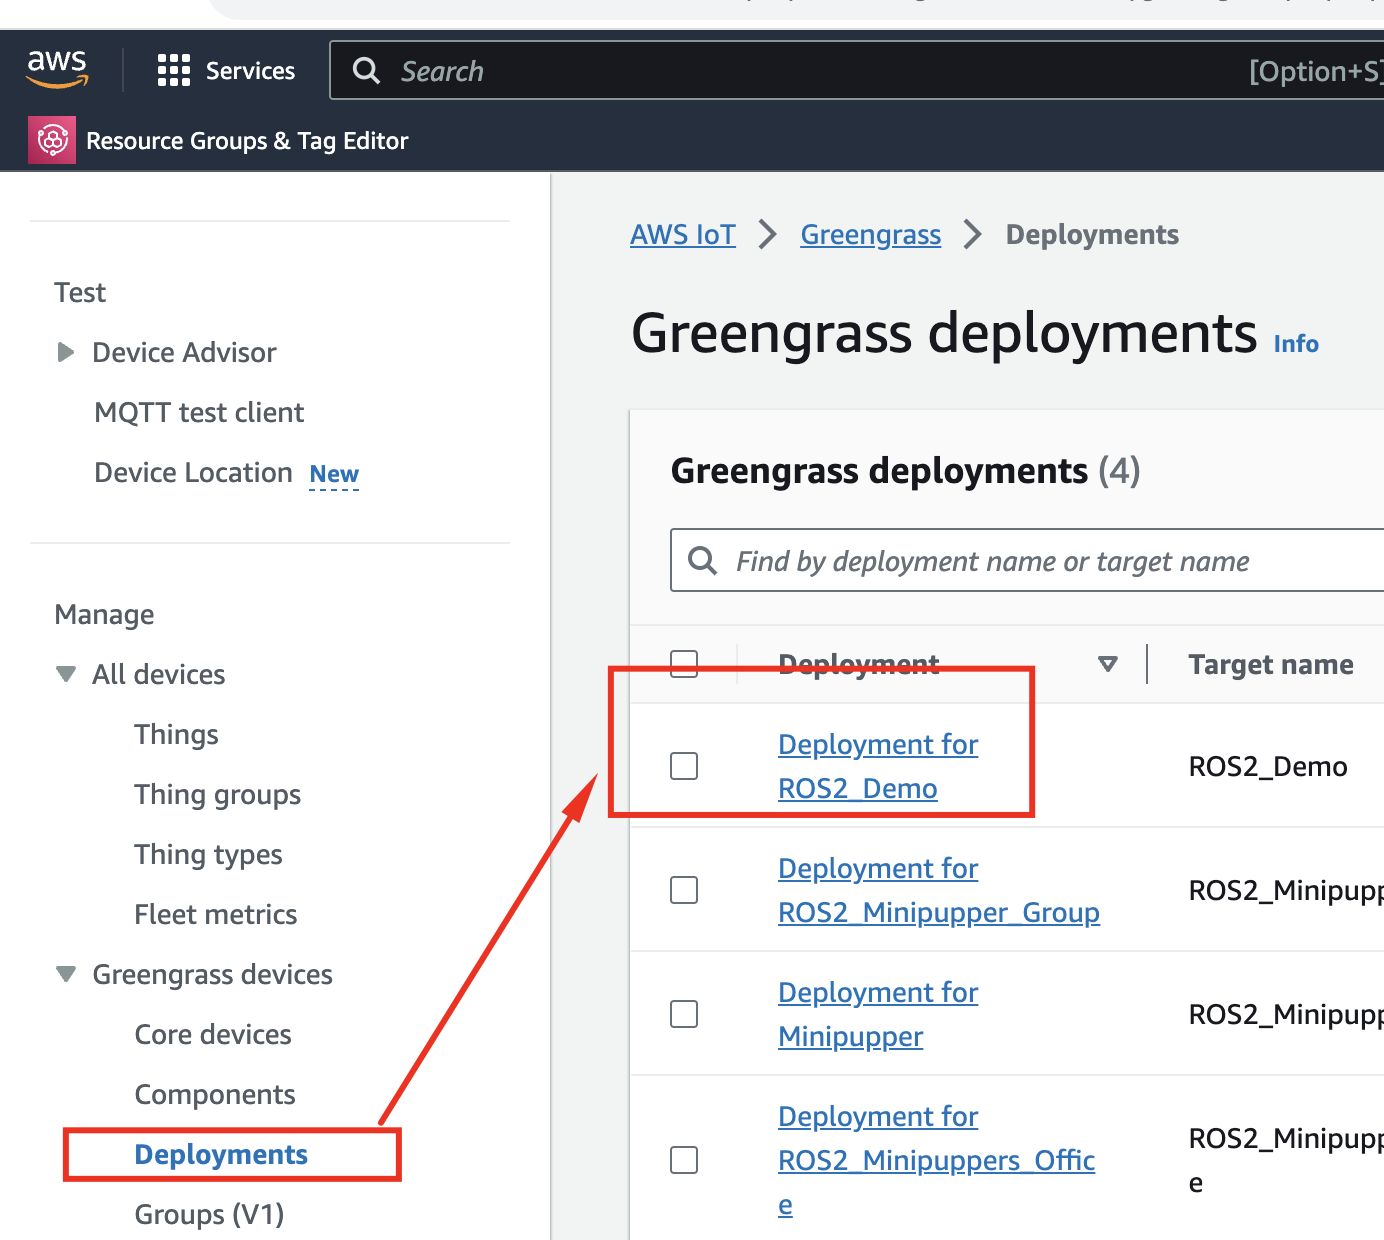 aws
Services
Search
[Option+S]
Resource Groups & Tag Editor
Test
Device Advisor
MQTT test client
Device Location New
Manage
All devices
Things
Thing groups
Thing types
Fleet metrics
Greengrass devices
Core devices
Components
Deployments
Groups (V1)
AWS IoT
Greengrass
Deployments
Greengrass deployments Info
Greengrass deployments (4)
Find by deployment name or target name
Deployment
Target name
Deployment for
ROS2_Demo
ROS2_Demo
Deployment for
ROS2_Minipupper_Group
ROS2_Minipupp
Deployment for
Minipupper
ROS2_Minipupp
Deployment for
ROS2_Minipuppers_Offic
e
ROS2_Minipupp
e